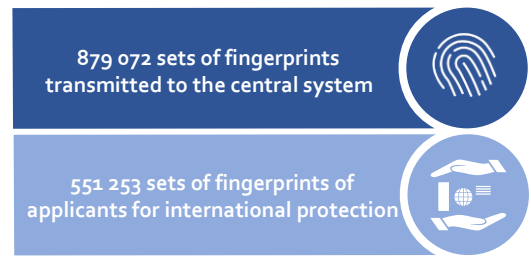 879 072 sets of fingerprints
transmitted to the central system
551 253 sets of fingerprints of
applicants for international protection